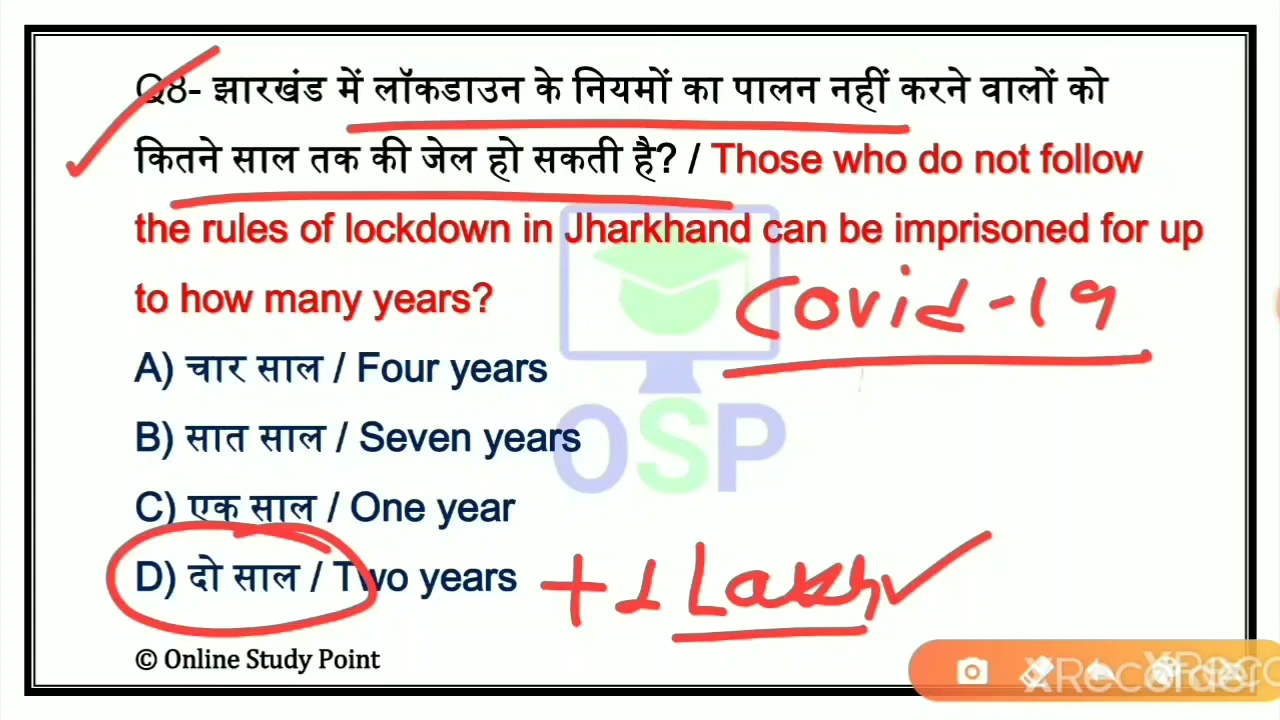 Q8- झारखंड में लॉकडाउन के नियमों का पालन नहीं करने वालों को
कितने साल तक की जेल हो सकती है? / Those who do not follow
the rules of lockdown in Jharkhand can be imprisoned for up
to how many years?
Covid-19
A) चार साल / Four years
B) सात साल / Seven years
OSP
C) एक साल / One year
D) दो साल / Two years + 1 Lakh
© Online Study Point
XRecorder